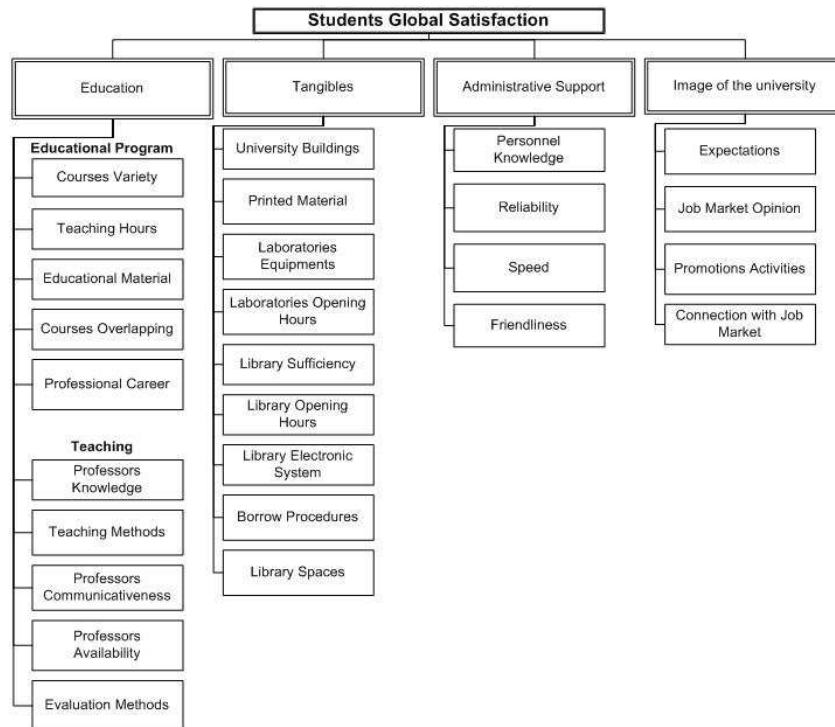 Students Global Satisfaction
Education
Tangibles
Administrative Support
Image of the university
Educational Program
Courses Variety
Teaching Hours
Educational Material
Courses Overlapping
Professional Career
Teaching
Professors
Knowledge
Teaching Methods
Professors
Communicativeness
Professors
Availability
Evaluation Methods
University Buildings
Printed Material
Laboratories
Equipments
Laboratories Opening
Hours
Library Sufficiency
Library Opening
Hours
Library Electronic
System
Borrow Procedures
Library Spaces
Personnel
Knowledge
Reliability
Speed
Friendliness
Expectations
Job Market Opinion
Promotions Activities
Connection with Job
Market